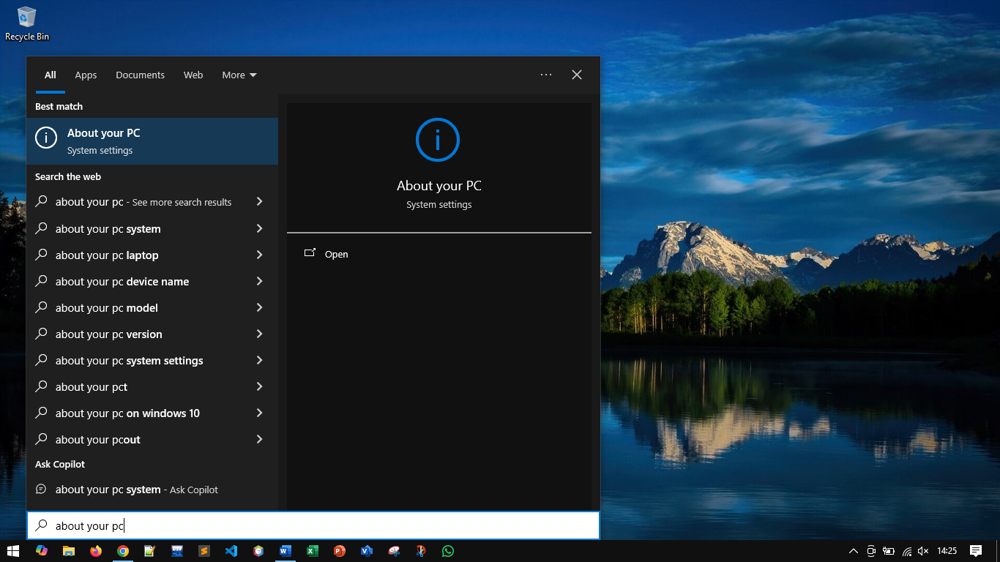 Recycle Bin
All Apps Documents Web More
Best match
About your PC
System settings
Search the web
about your pc - See more search results
about your pc system
about your pc laptop
about your pc device name
about your pc model
about your pc version
about your pc system settings
about your pct
about your pc on windows 10
about your pcout
Ask Copilot
about your pc system - Ask Copilot
About your PC
System settings
Open
about your pc
14:25